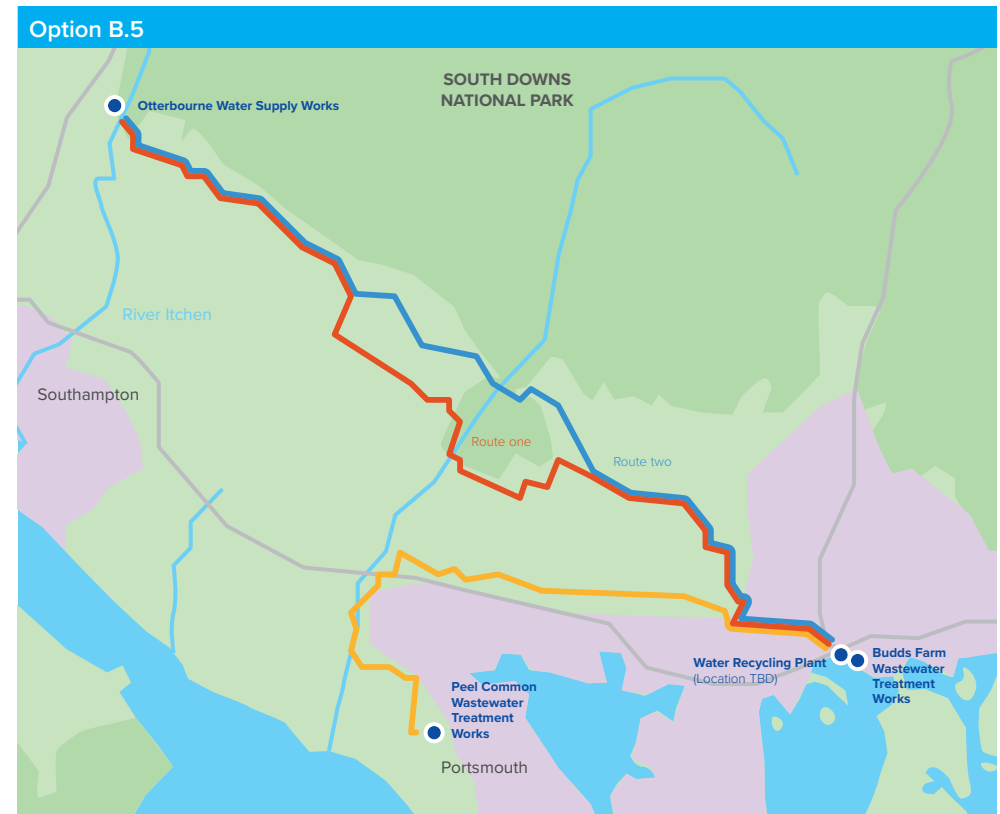 Option B.5
SOUTH DOWNS
NATIONAL PARK
Otterbourne Water Supply Works
River Itchen
Southampton
Route one
Route two
Water Recycling Plant
(Location TBD)
Budds Farm
Wastewater
Treatment
Works
Peel Common
Wastewater
Treatment
Works
Portsmouth